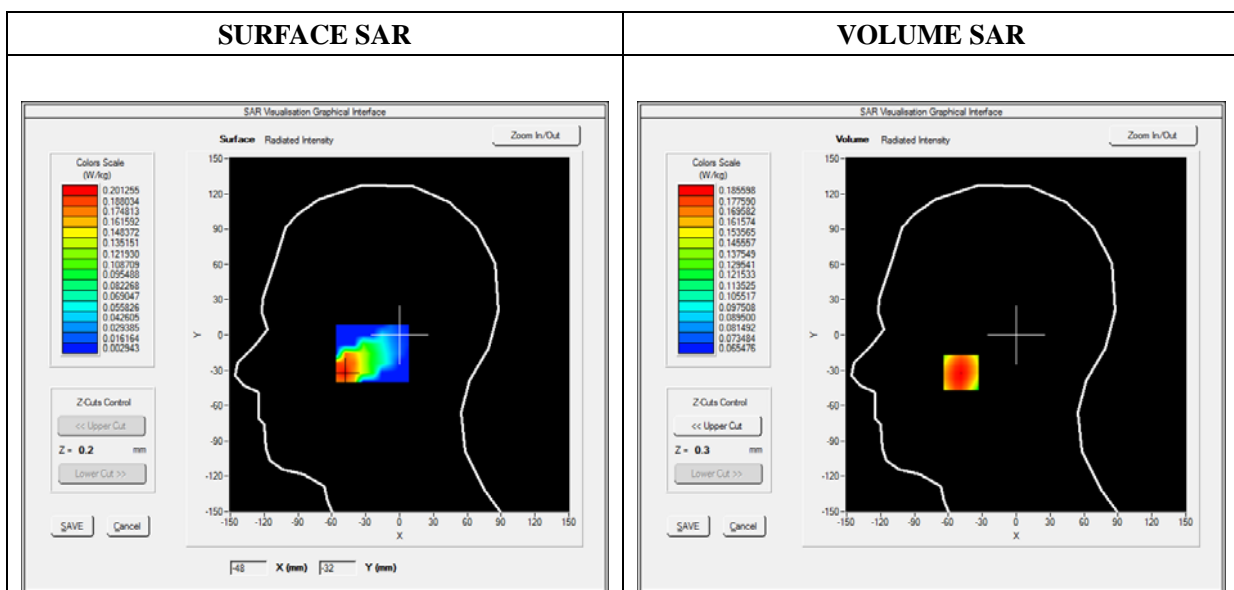 SURFACE SAR
VOLUME SAR
SAR Visualisation Graphical Interface
Surface Radiated Intensity
Zoom In/Out
Colors Scale
(W/kg)
0.201255
0.188034
0.174813
0.161592
0.148372
0.135151
0.121930
0.108709
0.095488
0.082268
0.069047
0.055826
0.042605
0.029385
0.016164
0.002943
Z-Cuts Control
<< Upper Cut
Z = 0.2 mm
Lower Cut >>
SAVE Cancel
150
120
90
60
30
0
-30
-60
-90
-120
-150
Y
-150 -120 -90 -60 -30 0 30 60 90 120 150
X
-48 X (mm) -32 Y (mm)
SAR Visualisation Graphical Interface
Volume Radiated Intensity
Zoom In/Out
Colors Scale
(W/kg)
0.185598
0.177590
0.169582
0.161574
0.153565
0.145557
0.137549
0.129541
0.121533
0.113525
0.105517
0.097508
0.089500
0.081492
0.073484
0.065476
Z-Cuts Control
<< Upper Cut
Z = 0.3 mm
Lower Cut >>
SAVE Cancel
150
120
90
60
30
0
-30
-60
-90
-120
-150
Y
-150 -120 -90 -60 -30 0 30 60 90 120 150
X